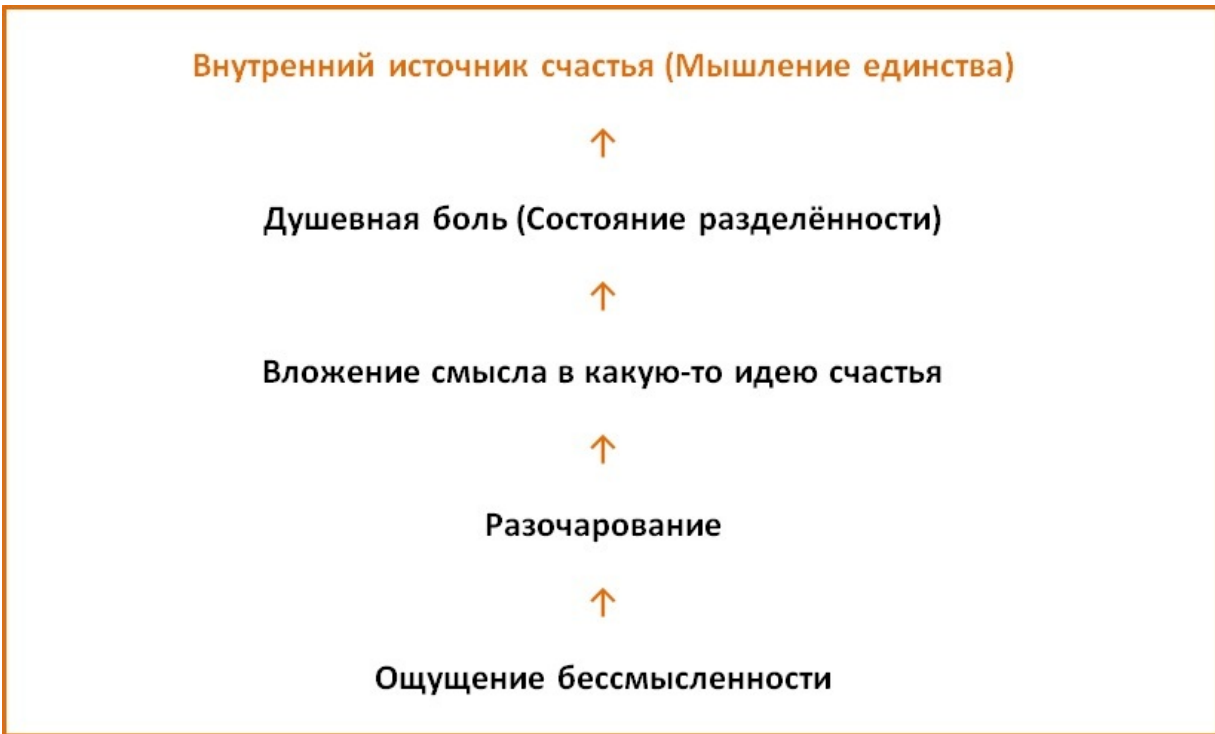 Внутренний источник счастья (Мышление единства)
↑
Душевная боль (Состояние разделённости)
↑
Вложение смысла в какую-то идею счастья
↑
Разочарование
↑
Ощущение бессмысленности